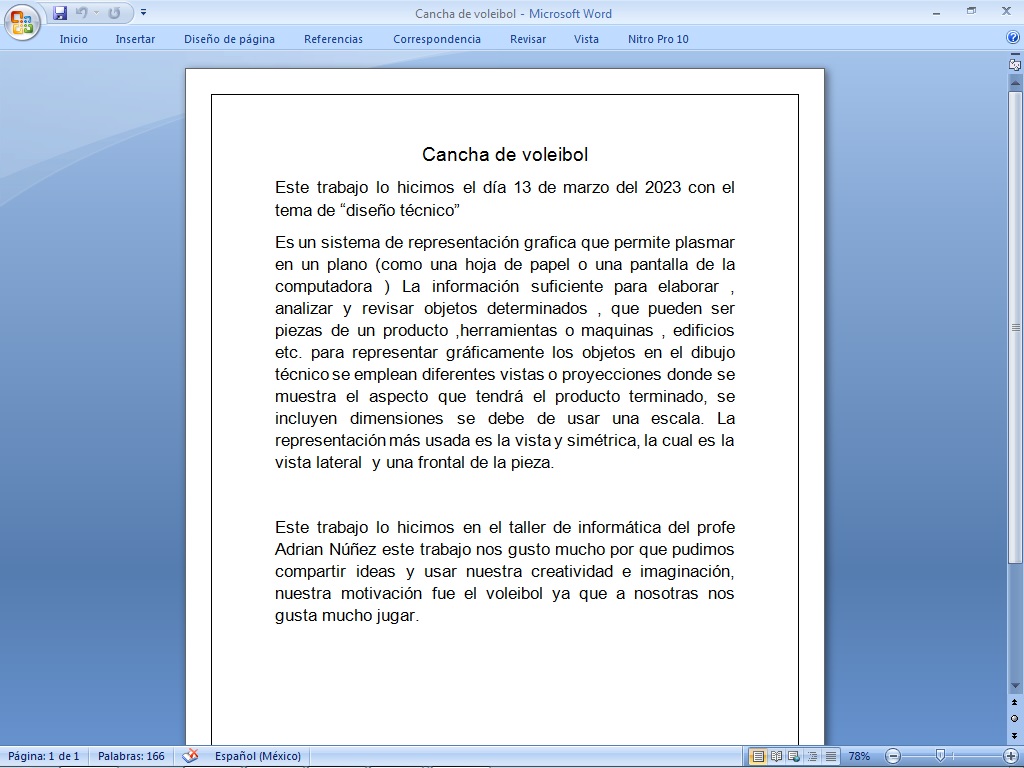 Cancha de voleibol - Microsoft Word
Inicio Insertar Diseño de página Referencias Correspondencia Revisar Vista Nitro Pro 10
Cancha de voleibol
Este trabajo lo hicimos el día 13 de marzo del 2023 con el
tema de “diseño técnico”
Es un sistema de representación grafica que permite plasmar
en un plano (como una hoja de papel o una pantalla de la
computadora ) La información suficiente para elaborar ,
analizar y revisar objetos determinados , que pueden ser
piezas de un producto ,herramientas o maquinas , edificios
etc. para representar gráficamente los objetos en el dibujo
técnico se emplean diferentes vistas o proyecciones donde se
muestra el aspecto que tendrá el producto terminado, se
incluyen dimensiones se debe de usar una escala. La
representación más usada es la vista y simétrica, la cual es la
vista lateral  y una frontal de la pieza.
Este trabajo lo hicimos en el taller de informática del profe
Adrian Núñez este trabajo nos gusto mucho por que pudimos
compartir ideas y usar nuestra creatividad e imaginación,
nuestra motivación fue el voleibol ya que a nosotras nos
gusta mucho jugar.
Página: 1 de 1 Palabras: 166 Español (México) 78%